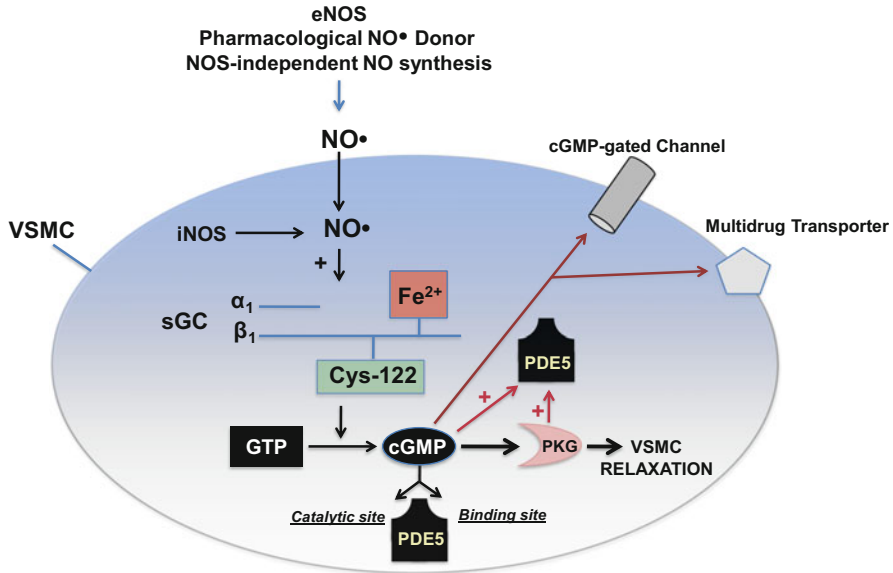 eNOS
Pharmacological NO• Donor
NOS-independent NO synthesis
NO•
cGMP-gated Channel
Multidrug Transporter
VSMC
iNOS
NO•
+
Fe²⁺
α₁
sGC
β₁
PDE5
Cys-122
+
+
GTP
cGMP
PKG
VSMC
RELAXATION
Catalytic site
Binding site
PDE5